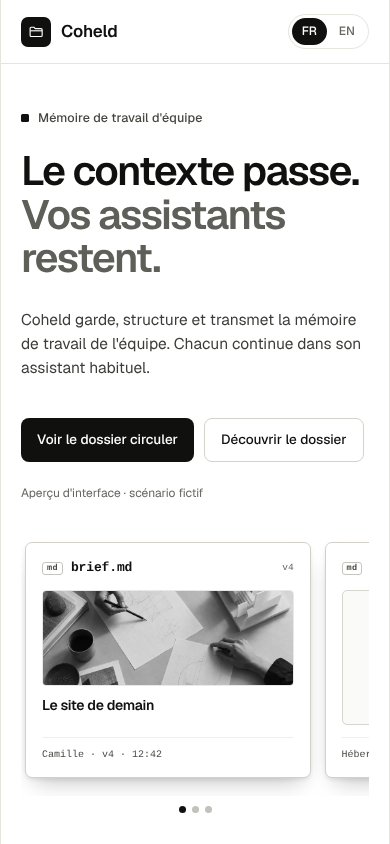 Coheld
FR EN
Mémoire de travail d'équipe
Le contexte passe.
Vos assistants
restent.
Coheld garde, structure et transmet la mémoire
de travail de l'équipe. Chacun continue dans son
assistant habituel.
Voir le dossier circuler
Découvrir le dossier
Aperçu d'interface · scénario fictif
md brief.md v4
md
Le site de demain
Camille · v4 · 12:42
Héber